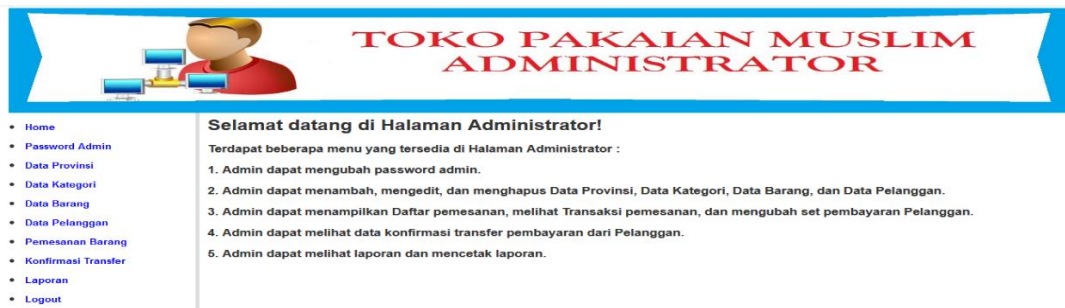 TOKO PAKAIAN MUSLIM
ADMINISTRATOR
Home
Password Admin
Data Provinsi
Data Kategori
Data Barang
Data Pelanggan
Pemesanan Barang
Konfirmasi Transfer
Laporan
Logout
Selamat datang di Halaman Administrator!
Terdapat beberapa menu yang tersedia di Halaman Administrator :
1. Admin dapat mengubah password admin.
2. Admin dapat menambah, mengedit, dan menghapus Data Provinsi, Data Kategori, Data Barang, dan Data Pelanggan.
3. Admin dapat menampilkan Daftar pemesanan, melihat Transaksi pemesanan, dan mengubah set pembayaran Pelanggan.
4. Admin dapat melihat data konfirmasi transfer pembayaran dari Pelanggan.
5. Admin dapat melihat laporan dan mencetak laporan.